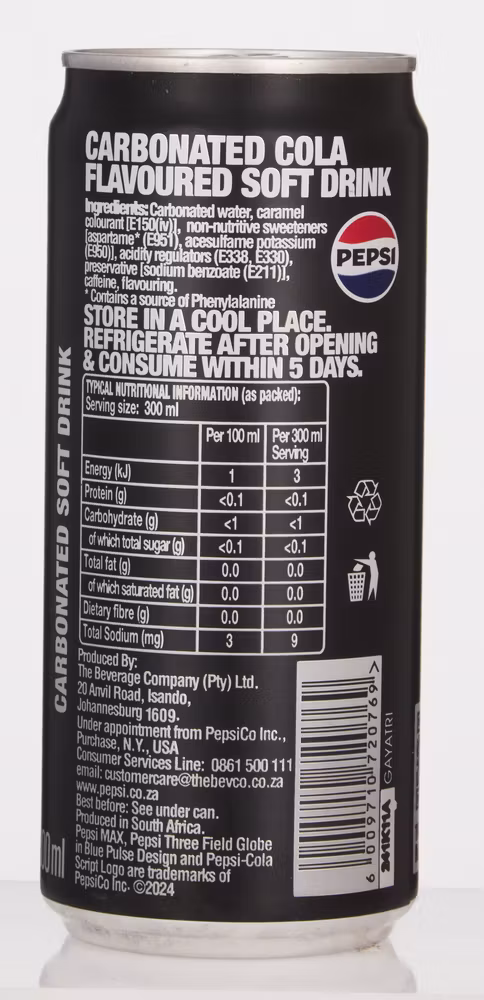 CARBONATED COLA
FLAVOURED SOFT DRINK
Ingredients: Carbonated water, caramel
colourant [E150(iv)], non-nutritive sweeteners
[aspartame* (E951), acesulfame potassium
(E950)], acidity regulators (E338, E330),
preservative [sodium benzoate (E211)],
caffeine, flavouring.
* Contains a source of Phenylalanine
PEPSI
STORE IN A COOL PLACE.
REFRIGERATE AFTER OPENING
& CONSUME WITHIN 5 DAYS.
TYPICAL NUTRITIONAL INFORMATION (as packed):
Serving size: 300 ml
Per 100 ml Per 300 ml
Serving
Energy (kJ) 1 3
Protein (g) <0.1 <0.1
Carbohydrate (g) <1 <1
of which total sugar (g) <0.1 <0.1
Total fat (g) 0.0 0.0
of which saturated fat (g) 0.0 0.0
Dietary fibre (g) 0.0 0.0
Total Sodium (mg) 3 9
CARBONATED SOFT DRINK
Produced By:
The Beverage Company (Pty) Ltd.
20 Anvil Road, Isando,
Johannesburg 1609.
Under appointment from PepsiCo Inc.,
Purchase, N.Y., USA
Consumer Services Line: 0861 500 111
email: customercare@thebevco.co.za
www.pepsi.co.za
Best before: See under can.
Produced in South Africa.
Pepsi MAX, Pepsi Three Field Globe
in Blue Pulse Design and Pepsi-Cola
Script Logo are trademarks of
PepsiCo Inc. ©2024
00ml
6 009710 720769 >
GAYATRI